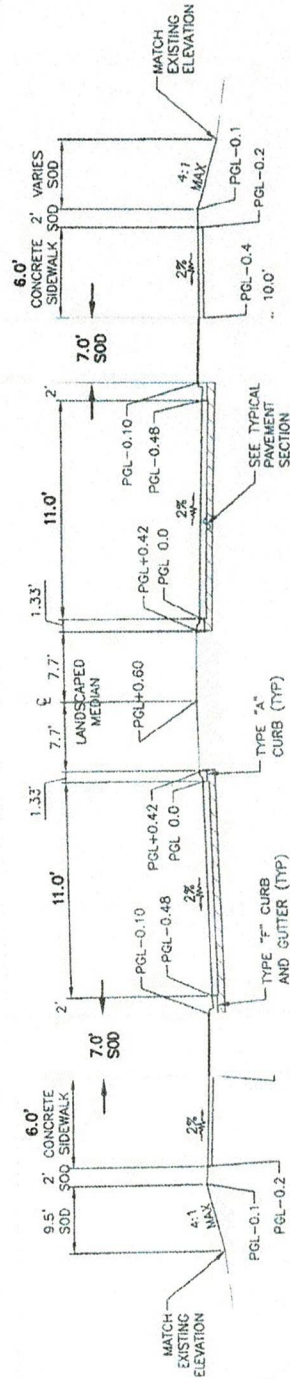 MATCH
EXISTING
ELEVATION
9.5'
SOD
4:1
MAX
2'
SOD
PGL-0.1
PGL-0.2
6.0'
CONCRETE
SIDEWALK
2%
7.0'
SOD
2'
PGL-0.10
PGL-0.48
11.0'
2%
TYPE "F" CURB
AND GUTTER (TYP)
1.33'
PGL+0.42
PGL 0.0
TYPE "A"
CURB (TYP)
7.7'
℄
7.7'
LANDSCAPED
MEDIAN
PGL+0.60
1.33'
PGL+0.42
PGL 0.0
11.0'
2%
SEE TYPICAL
PAVEMENT
SECTION
PGL-0.10
PGL-0.48
2'
7.0'
SOD
6.0'
CONCRETE
SIDEWALK
2%
PGL-0.4
10.0'
2'
SOD
VARIES
SOD
4:1
MAX
PGL-0.1
PGL-0.2
MATCH
EXISTING
ELEVATION